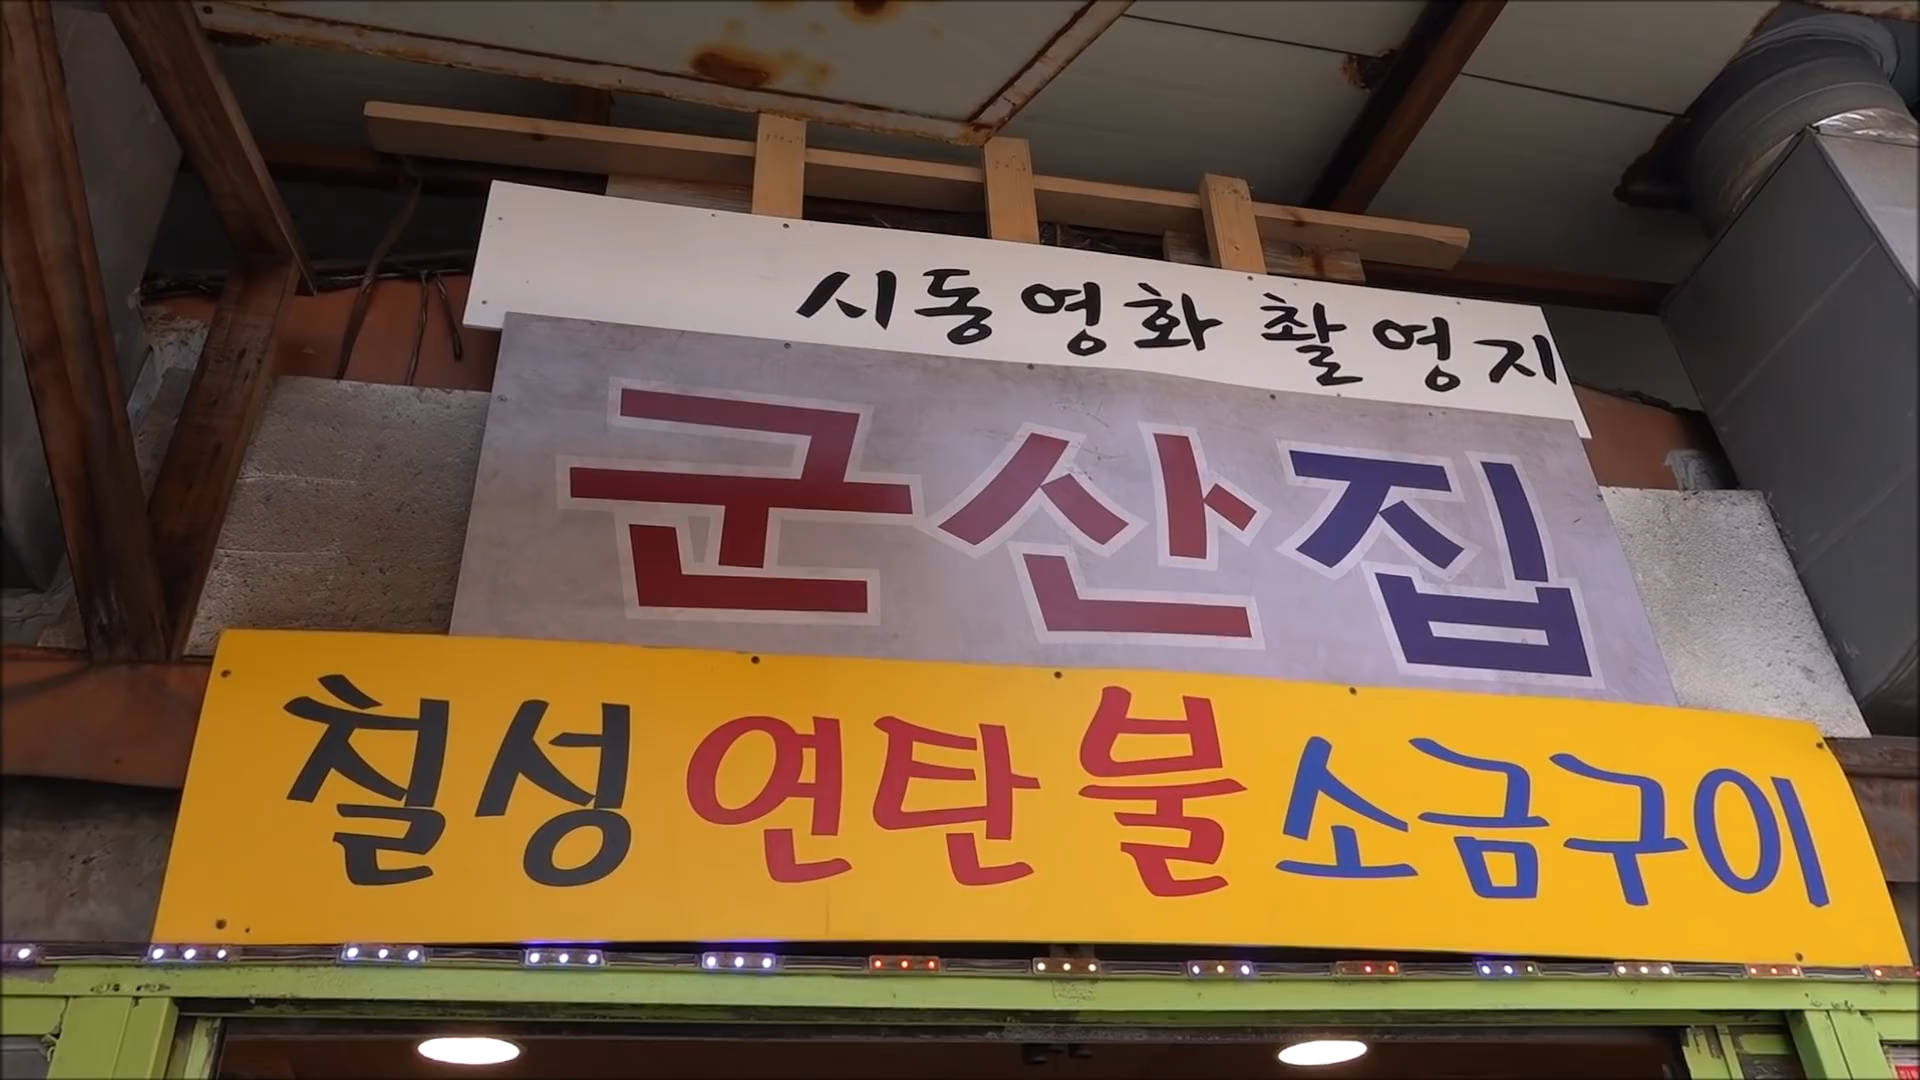 시동영화 촬영지
군산집
칠성 연탄불 소금구이